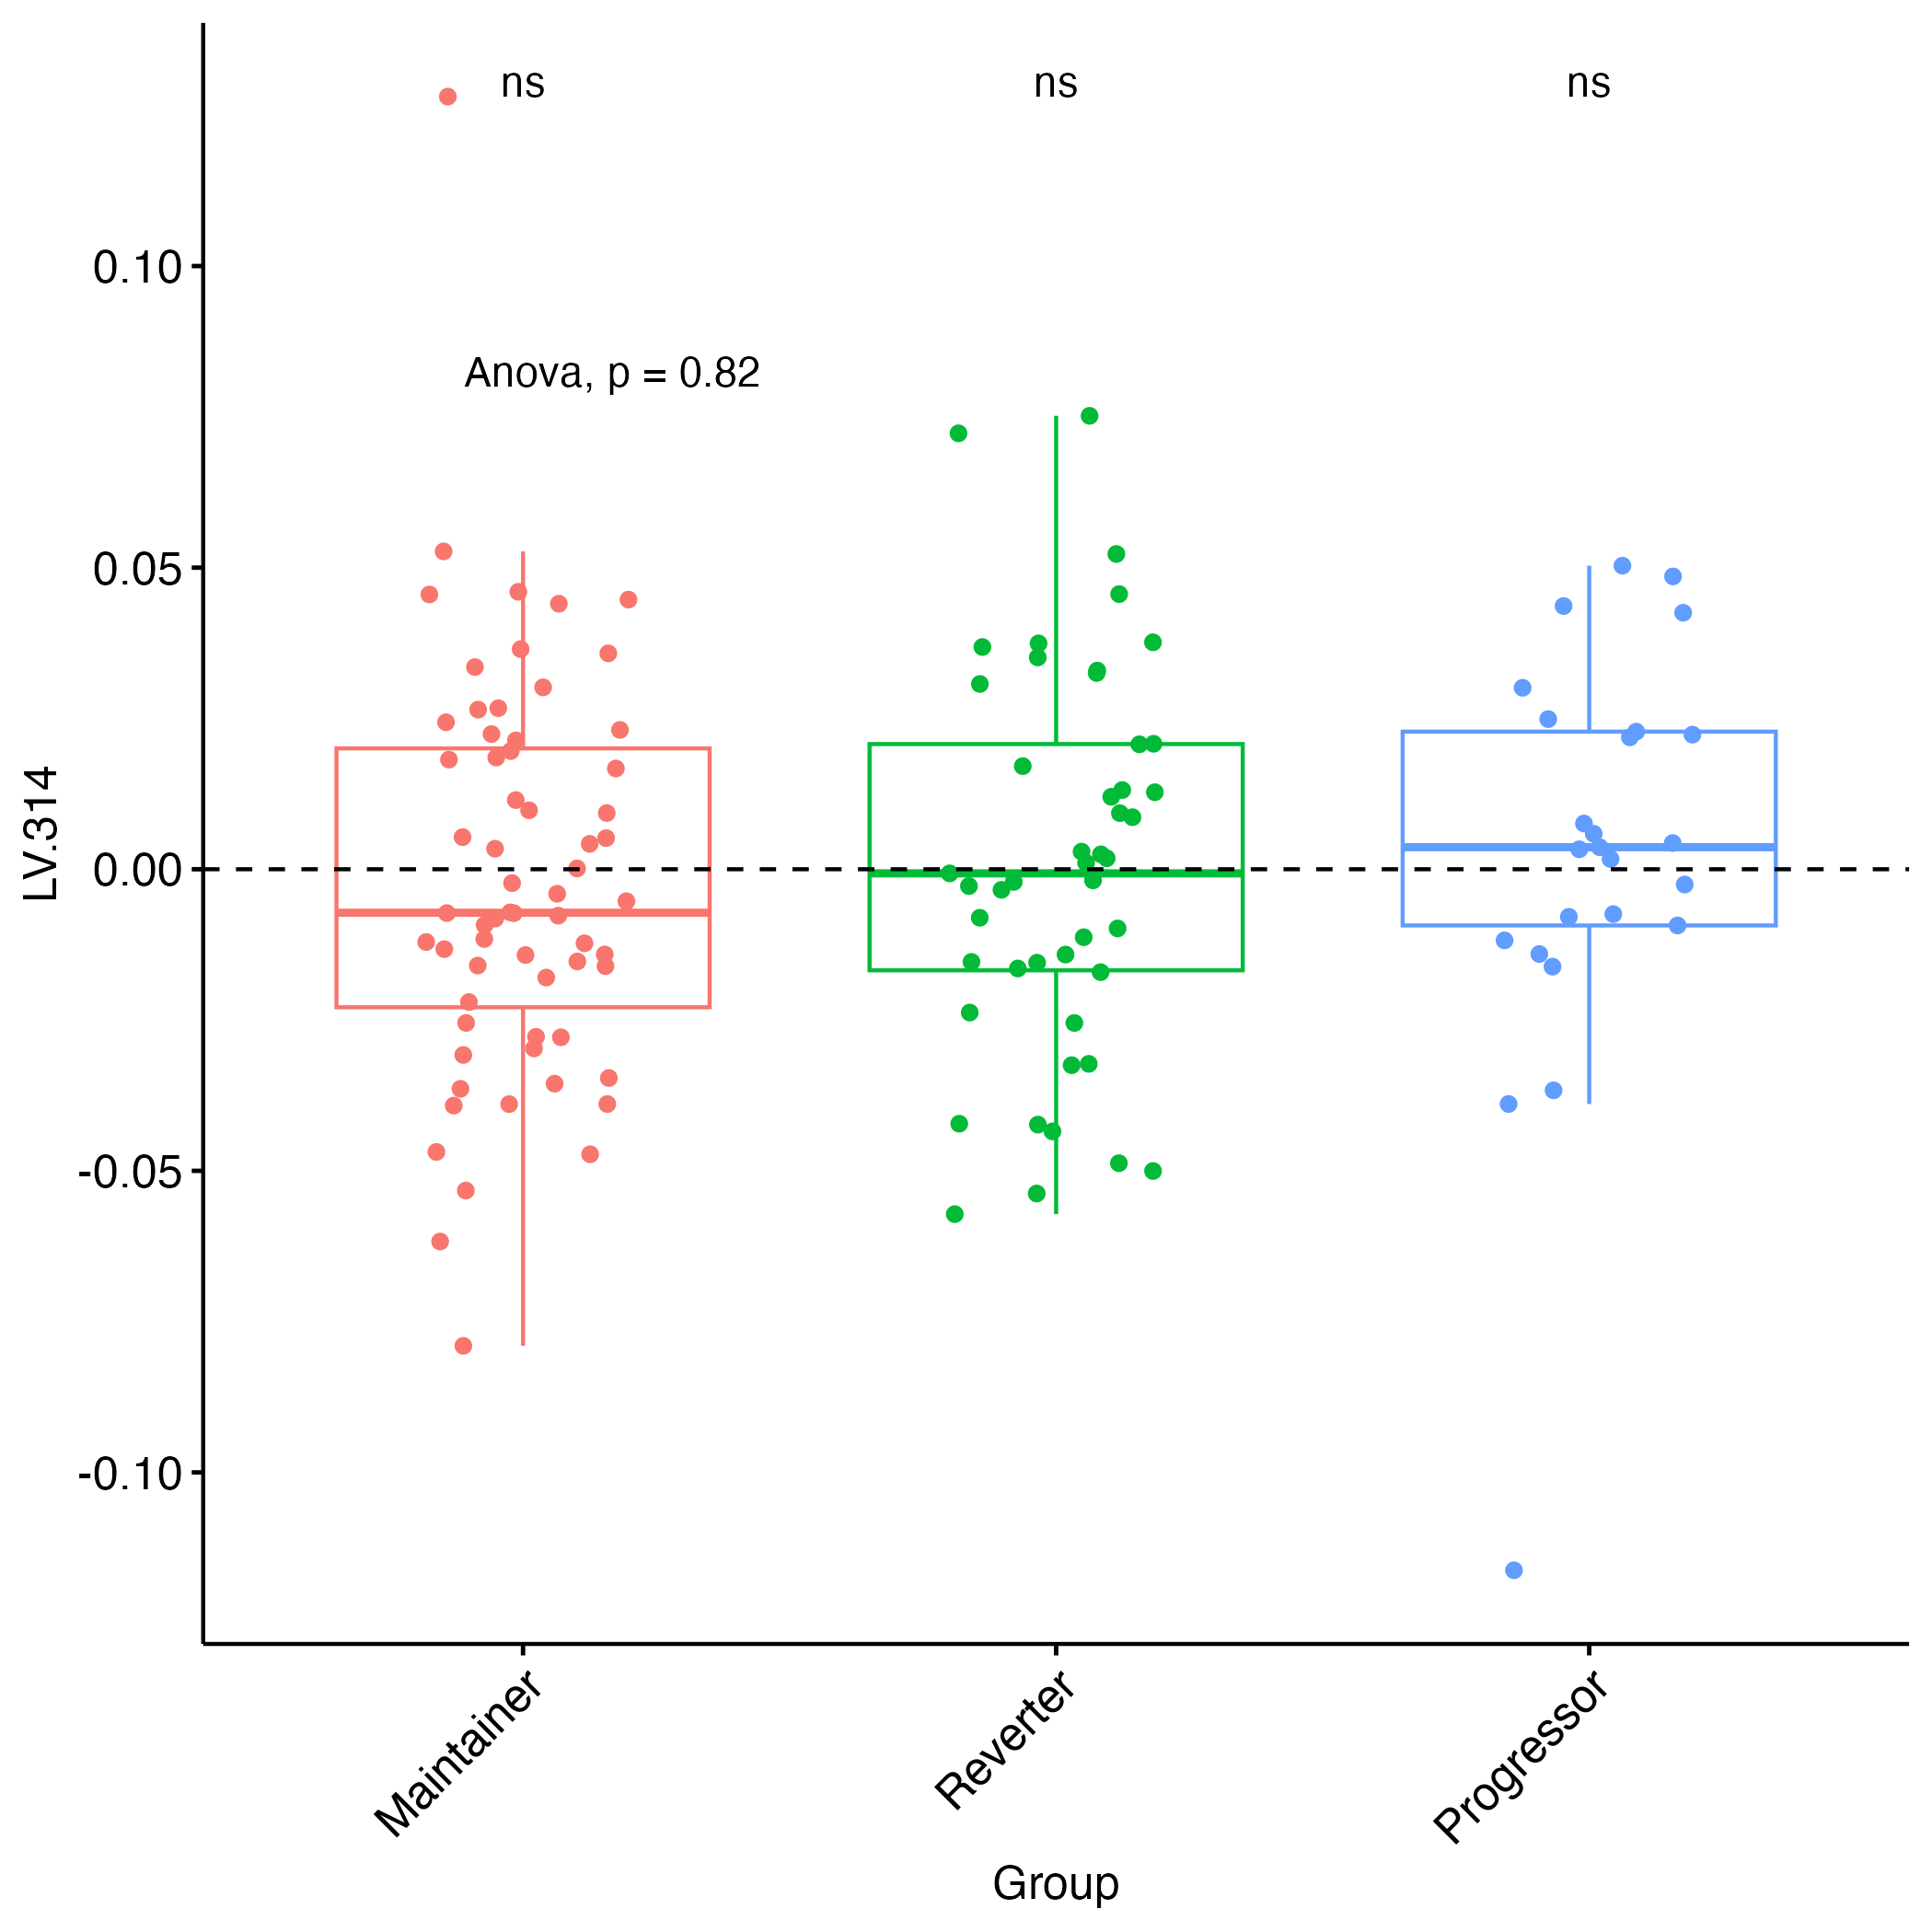 ns ns ns
Anova, p = 0.82
0.10
0.05
0.00
-0.05
-0.10
LV.314
Maintainer
Reverter
Progressor
Group